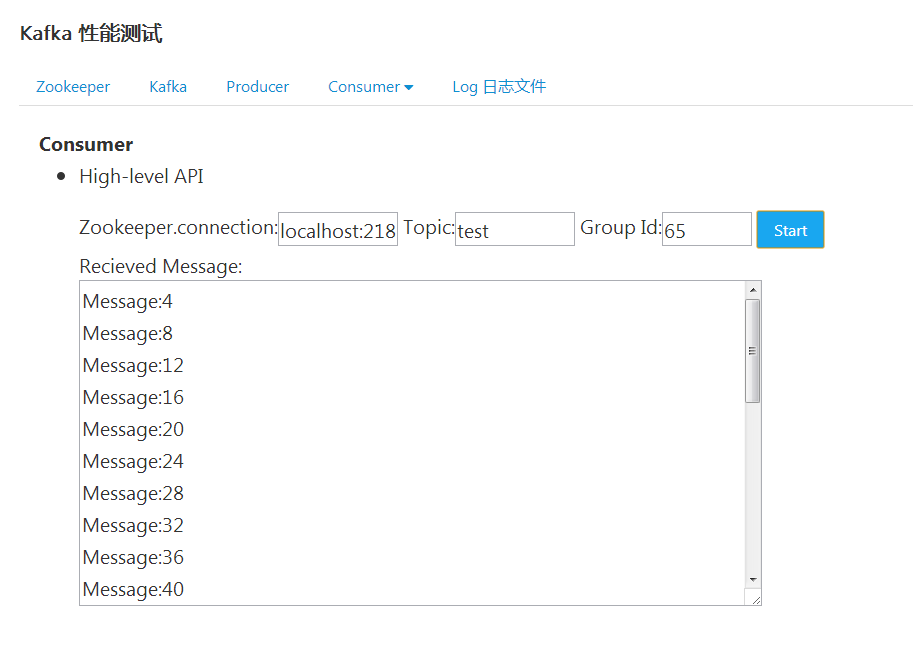 Kafka 性能测试
Zookeeper Kafka Producer Consumer Log 日志文件
Consumer
High-level API
Zookeeper.connection: localhost:218 Topic: test Group Id: 65 Start
Recieved Message:
Message:4
Message:8
Message:12
Message:16
Message:20
Message:24
Message:28
Message:32
Message:36
Message:40